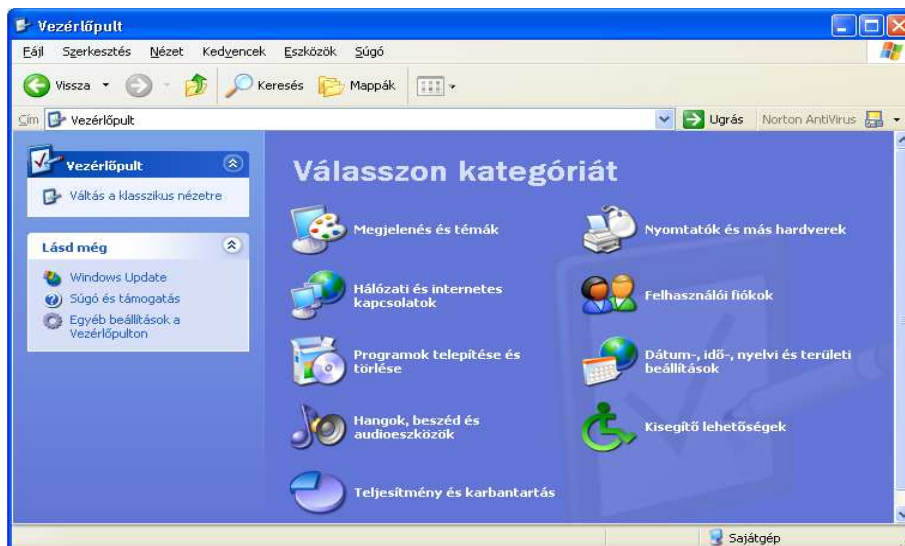 Vezérlőpult
Fájl Szerkesztés Nézet Kedvencek Eszközök Súgó
Vissza Keresés Mappák
Cím Vezérlőpult Ugrás Norton AntiVirus
Vezérlőpult
Váltás a klasszikus nézetre
Lásd még
Windows Update
Súgó és támogatás
Egyéb beállítások a
Vezérlőpulton
Válasszon kategóriát
Megjelenés és témák
Nyomtatók és más hardverek
Hálózati és internetes
kapcsolatok
Felhasználói fiókok
Programok telepítése és
törlése
Dátum-, idő-, nyelvi és területi
beállítások
Hangok, beszéd és
audioeszközök
Kisegítő lehetőségek
Teljesítmény és karbantartás
Sajátgép